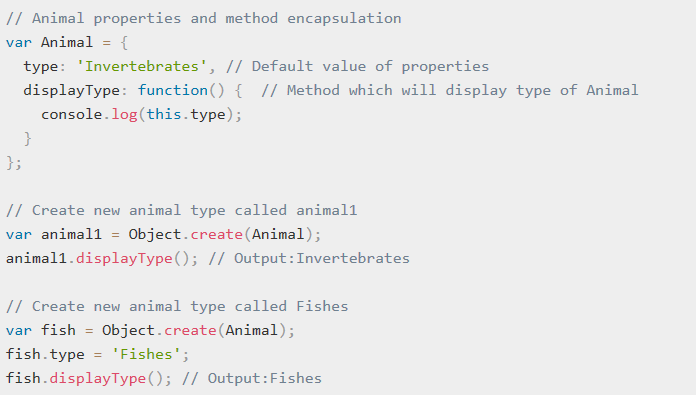 // Animal properties and method encapsulation
var Animal = {
  type: 'Invertebrates', // Default value of properties
  displayType: function() {  // Method which will display type of Animal
    console.log(this.type);
  }
};

// Create new animal type called animal1
var animal1 = Object.create(Animal);
animal1.displayType(); // Output:Invertebrates

// Create new animal type called Fishes
var fish = Object.create(Animal);
fish.type = 'Fishes';
fish.displayType(); // Output:Fishes